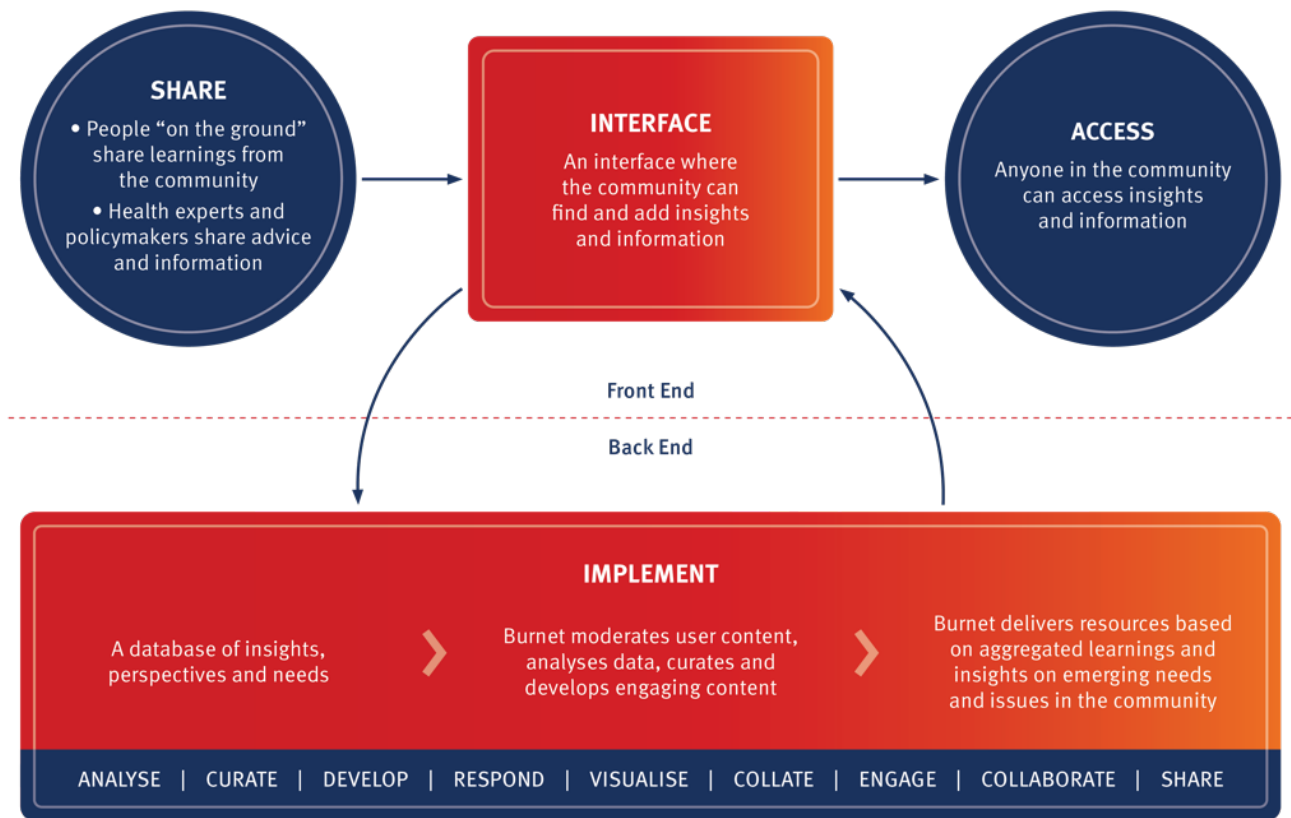 SHARE
• People “on the ground”
share learnings from
the community
• Health experts and
policymakers share advice
and information
INTERFACE
An interface where
the community can
find and add insights
and information
ACCESS
Anyone in the community
can access insights
and information
Front End
Back End
IMPLEMENT
A database of insights,
perspectives and needs
Burnet moderates user content,
analyses data, curates and
develops engaging content
Burnet delivers resources based
on aggregated learnings and
insights on emerging needs
and issues in the community
ANALYSE | CURATE | DEVELOP | RESPOND | VISUALISE | COLLATE | ENGAGE | COLLABORATE | SHARE